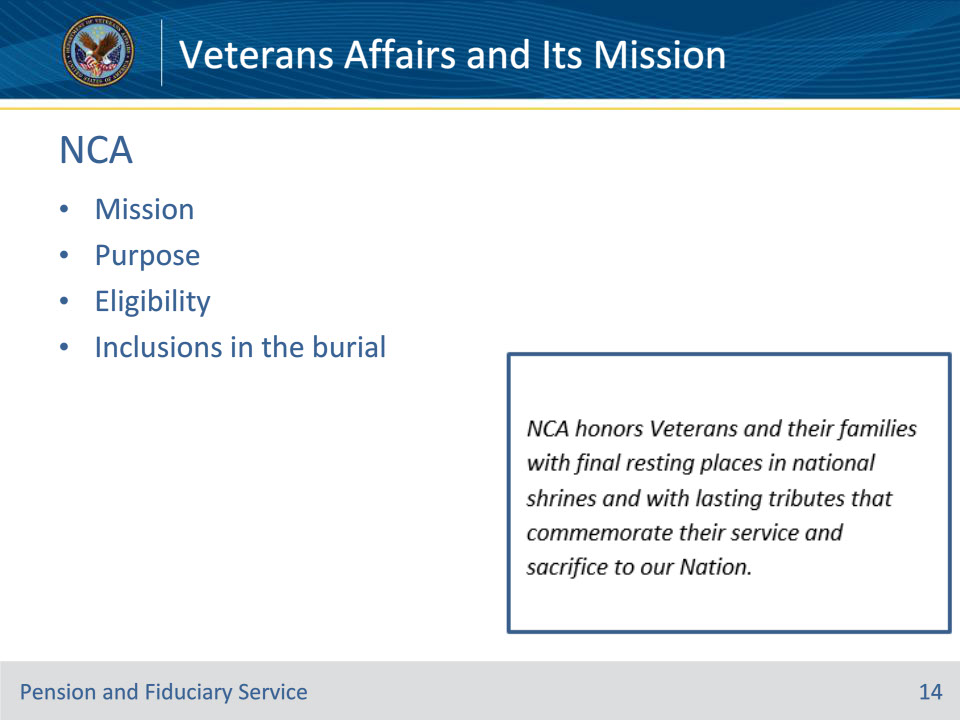 Veterans Affairs and Its Mission
NCA
• Mission
• Purpose
• Eligibility
• Inclusions in the burial
NCA honors Veterans and their families
with final resting places in national
shrines and with lasting tributes that
commemorate their service and
sacrifice to our Nation.
Pension and Fiduciary Service
14